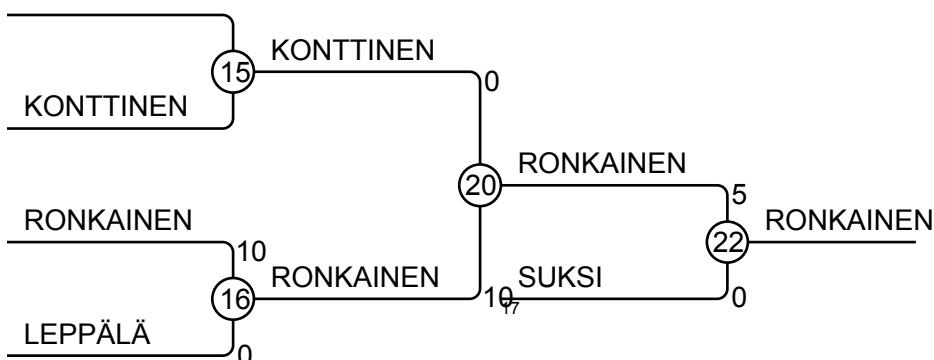 KONTTINEN
15
0
KONTTINEN
RONKAINEN
20
5
RONKAINEN
RONKAINEN
22
10
RONKAINEN
SUKSI
16
10
17
0
LEPPÄLÄ
0